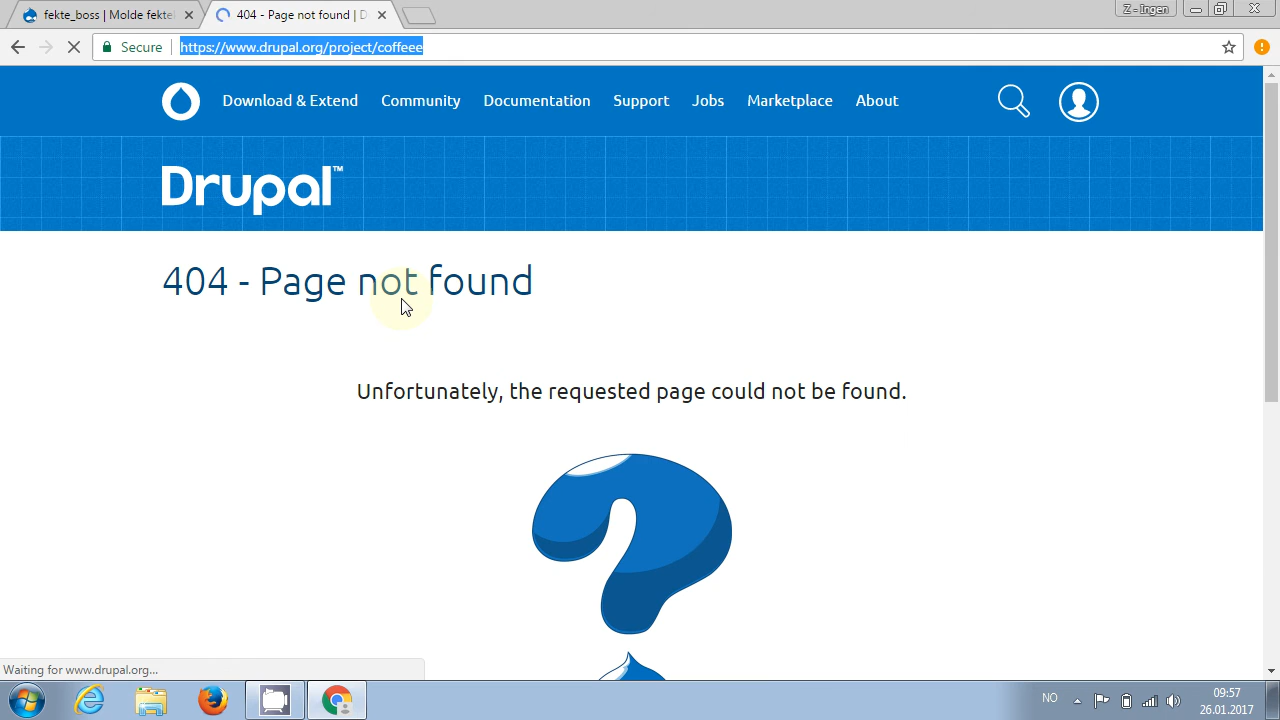 fekte_boss | Molde fekte
404 - Page not found | D
Z - Ingen
Secure
https://www.drupal.org/project/coffeee
Download & Extend
Community
Documentation
Support
Jobs
Marketplace
About
Drupal™
404 - Page not found
Unfortunately, the requested page could not be found.
Waiting for www.drupal.org...
NO
09:57
26.01.2017